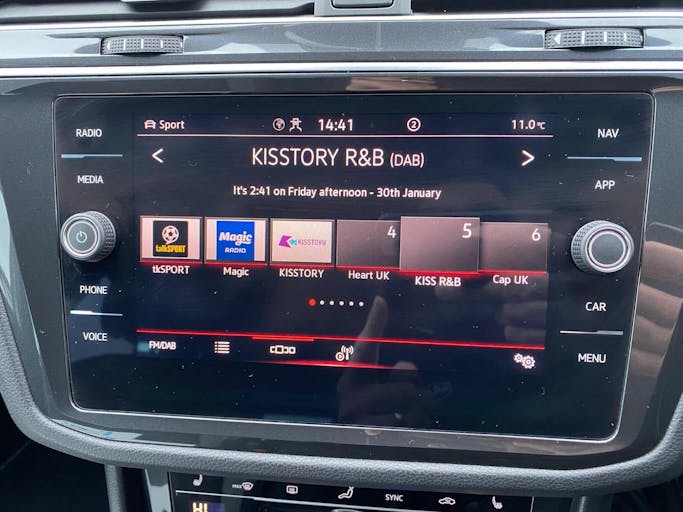 RADIO
MEDIA
PHONE
VOICE
Sport
14:41
2
11.0°C
< KISSTORY R&B (DAB) >
It's 2:41 on Friday afternoon - 30th January
talkSPORT
Magic
RADIO
KISSTORY
4
5
6
tkSPORT
Magic
KISSTORY
Heart UK
KISS R&B
Cap UK
FM/DAB
NAV
APP
CAR
MENU
MAX
SYNC
HI